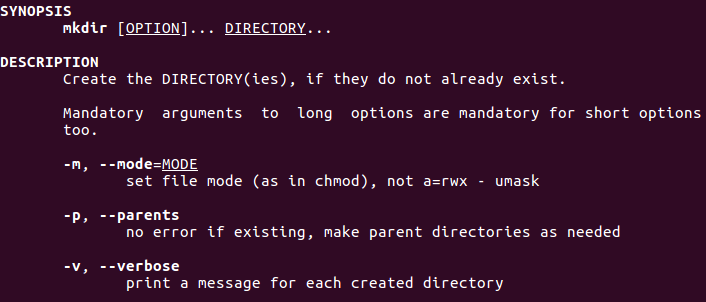 SYNOPSIS
mkdir [OPTION]... DIRECTORY...
DESCRIPTION
Create the DIRECTORY(ies), if they do not already exist.
Mandatory arguments to long options are mandatory for short options
too.
-m, --mode=MODE
set file mode (as in chmod), not a=rwx - umask
-p, --parents
no error if existing, make parent directories as needed
-v, --verbose
print a message for each created directory